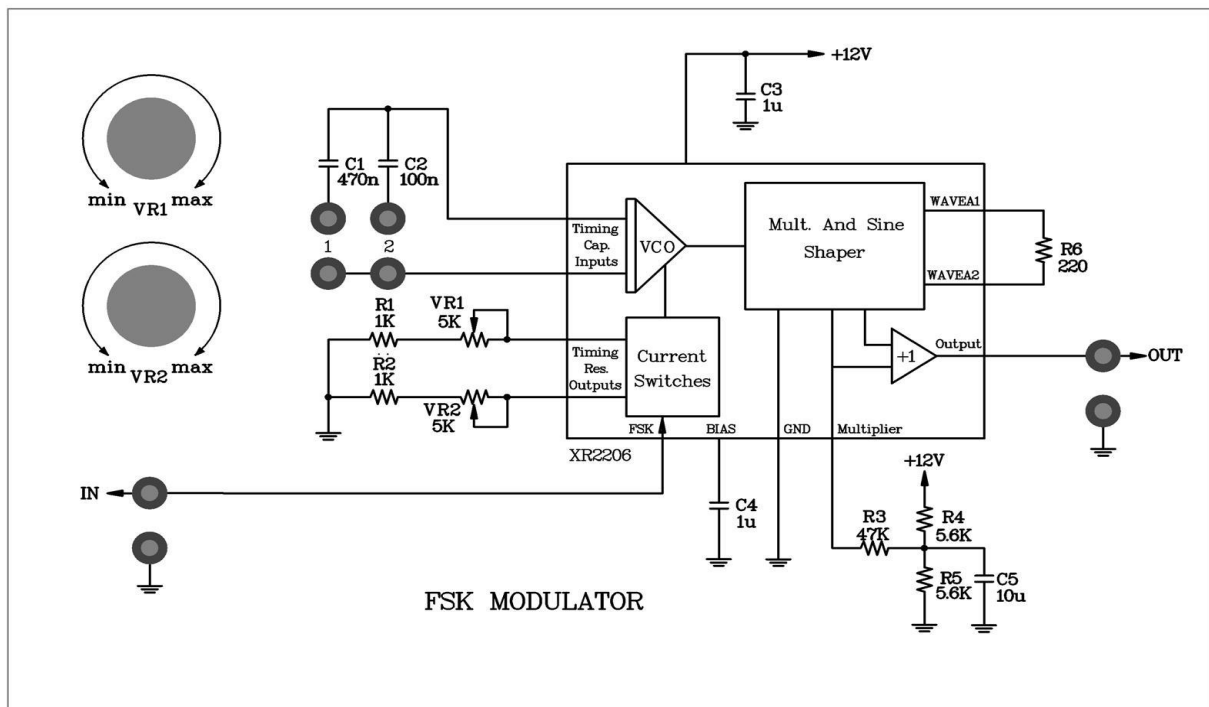 +12V
C3
1u
C1
470n
C2
100n
min
max
VR1
1
2
Timing
Cap.
Inputs
VCO
Mult. And Sine
Shaper
WAVEA1
WAVEA2
R6
220
R1
1K
VR1
5K
R2
1K
VR2
5K
Timing
Res.
Outputs
Current
Switches
+1
Output
OUT
min
max
VR2
FSK
BIAS
GND
Multiplier
XR2206
IN
C4
1u
+12V
R3
47K
R4
5.6K
R5
5.6K
C5
10u
FSK MODULATOR